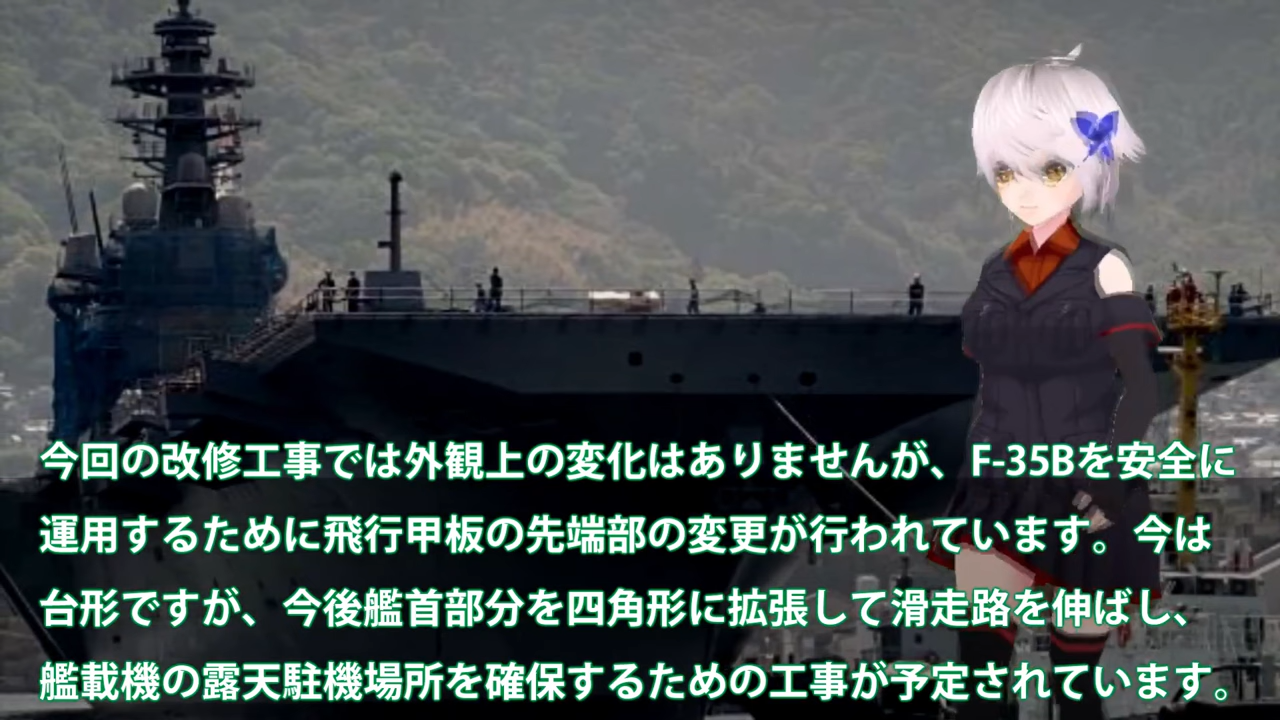 今回の改修工事では外観上の変化はありませんが、F-35Bを安全に
運用するために飛行甲板の先端部の変更が行われています。今は
台形ですが、今後艦首部分を四角形に拡張して滑走路を伸ばし、
艦載機の露天駐機場所を確保するための工事が予定されています。